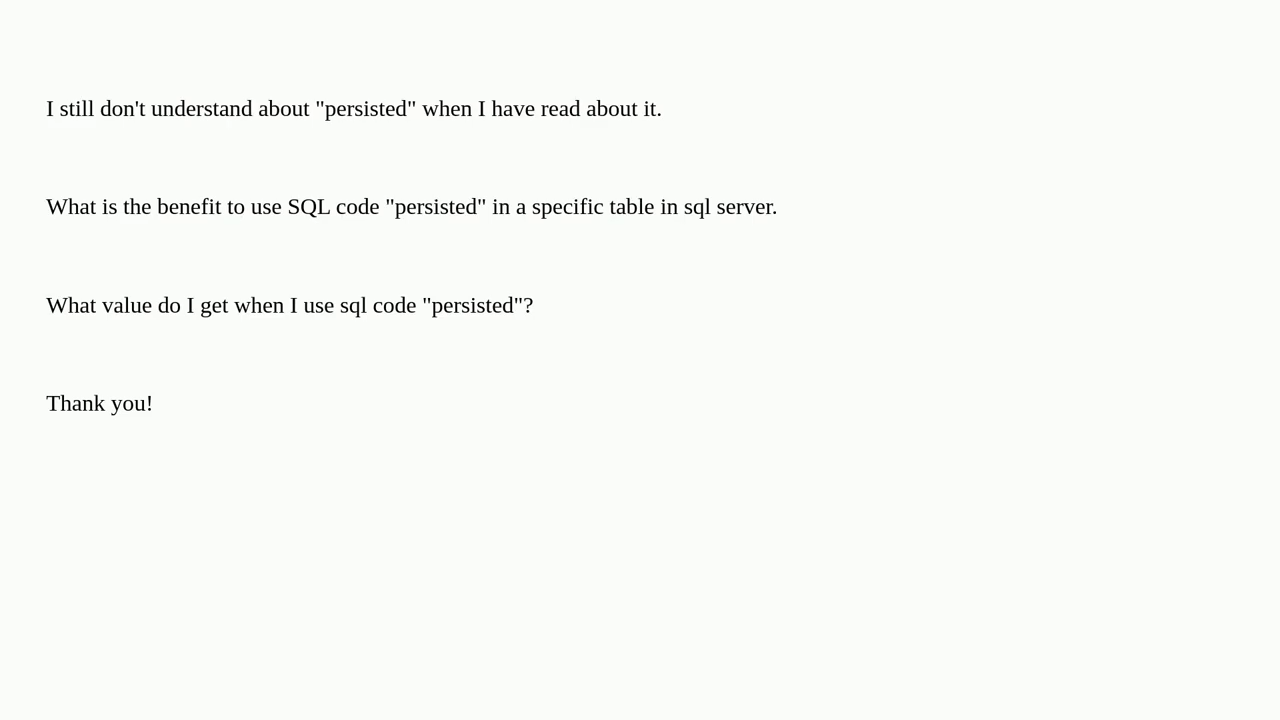 I still don't understand about "persisted" when I have read about it.
What is the benefit to use SQL code "persisted" in a specific table in sql server.
What value do I get when I use sql code "persisted"?
Thank you!